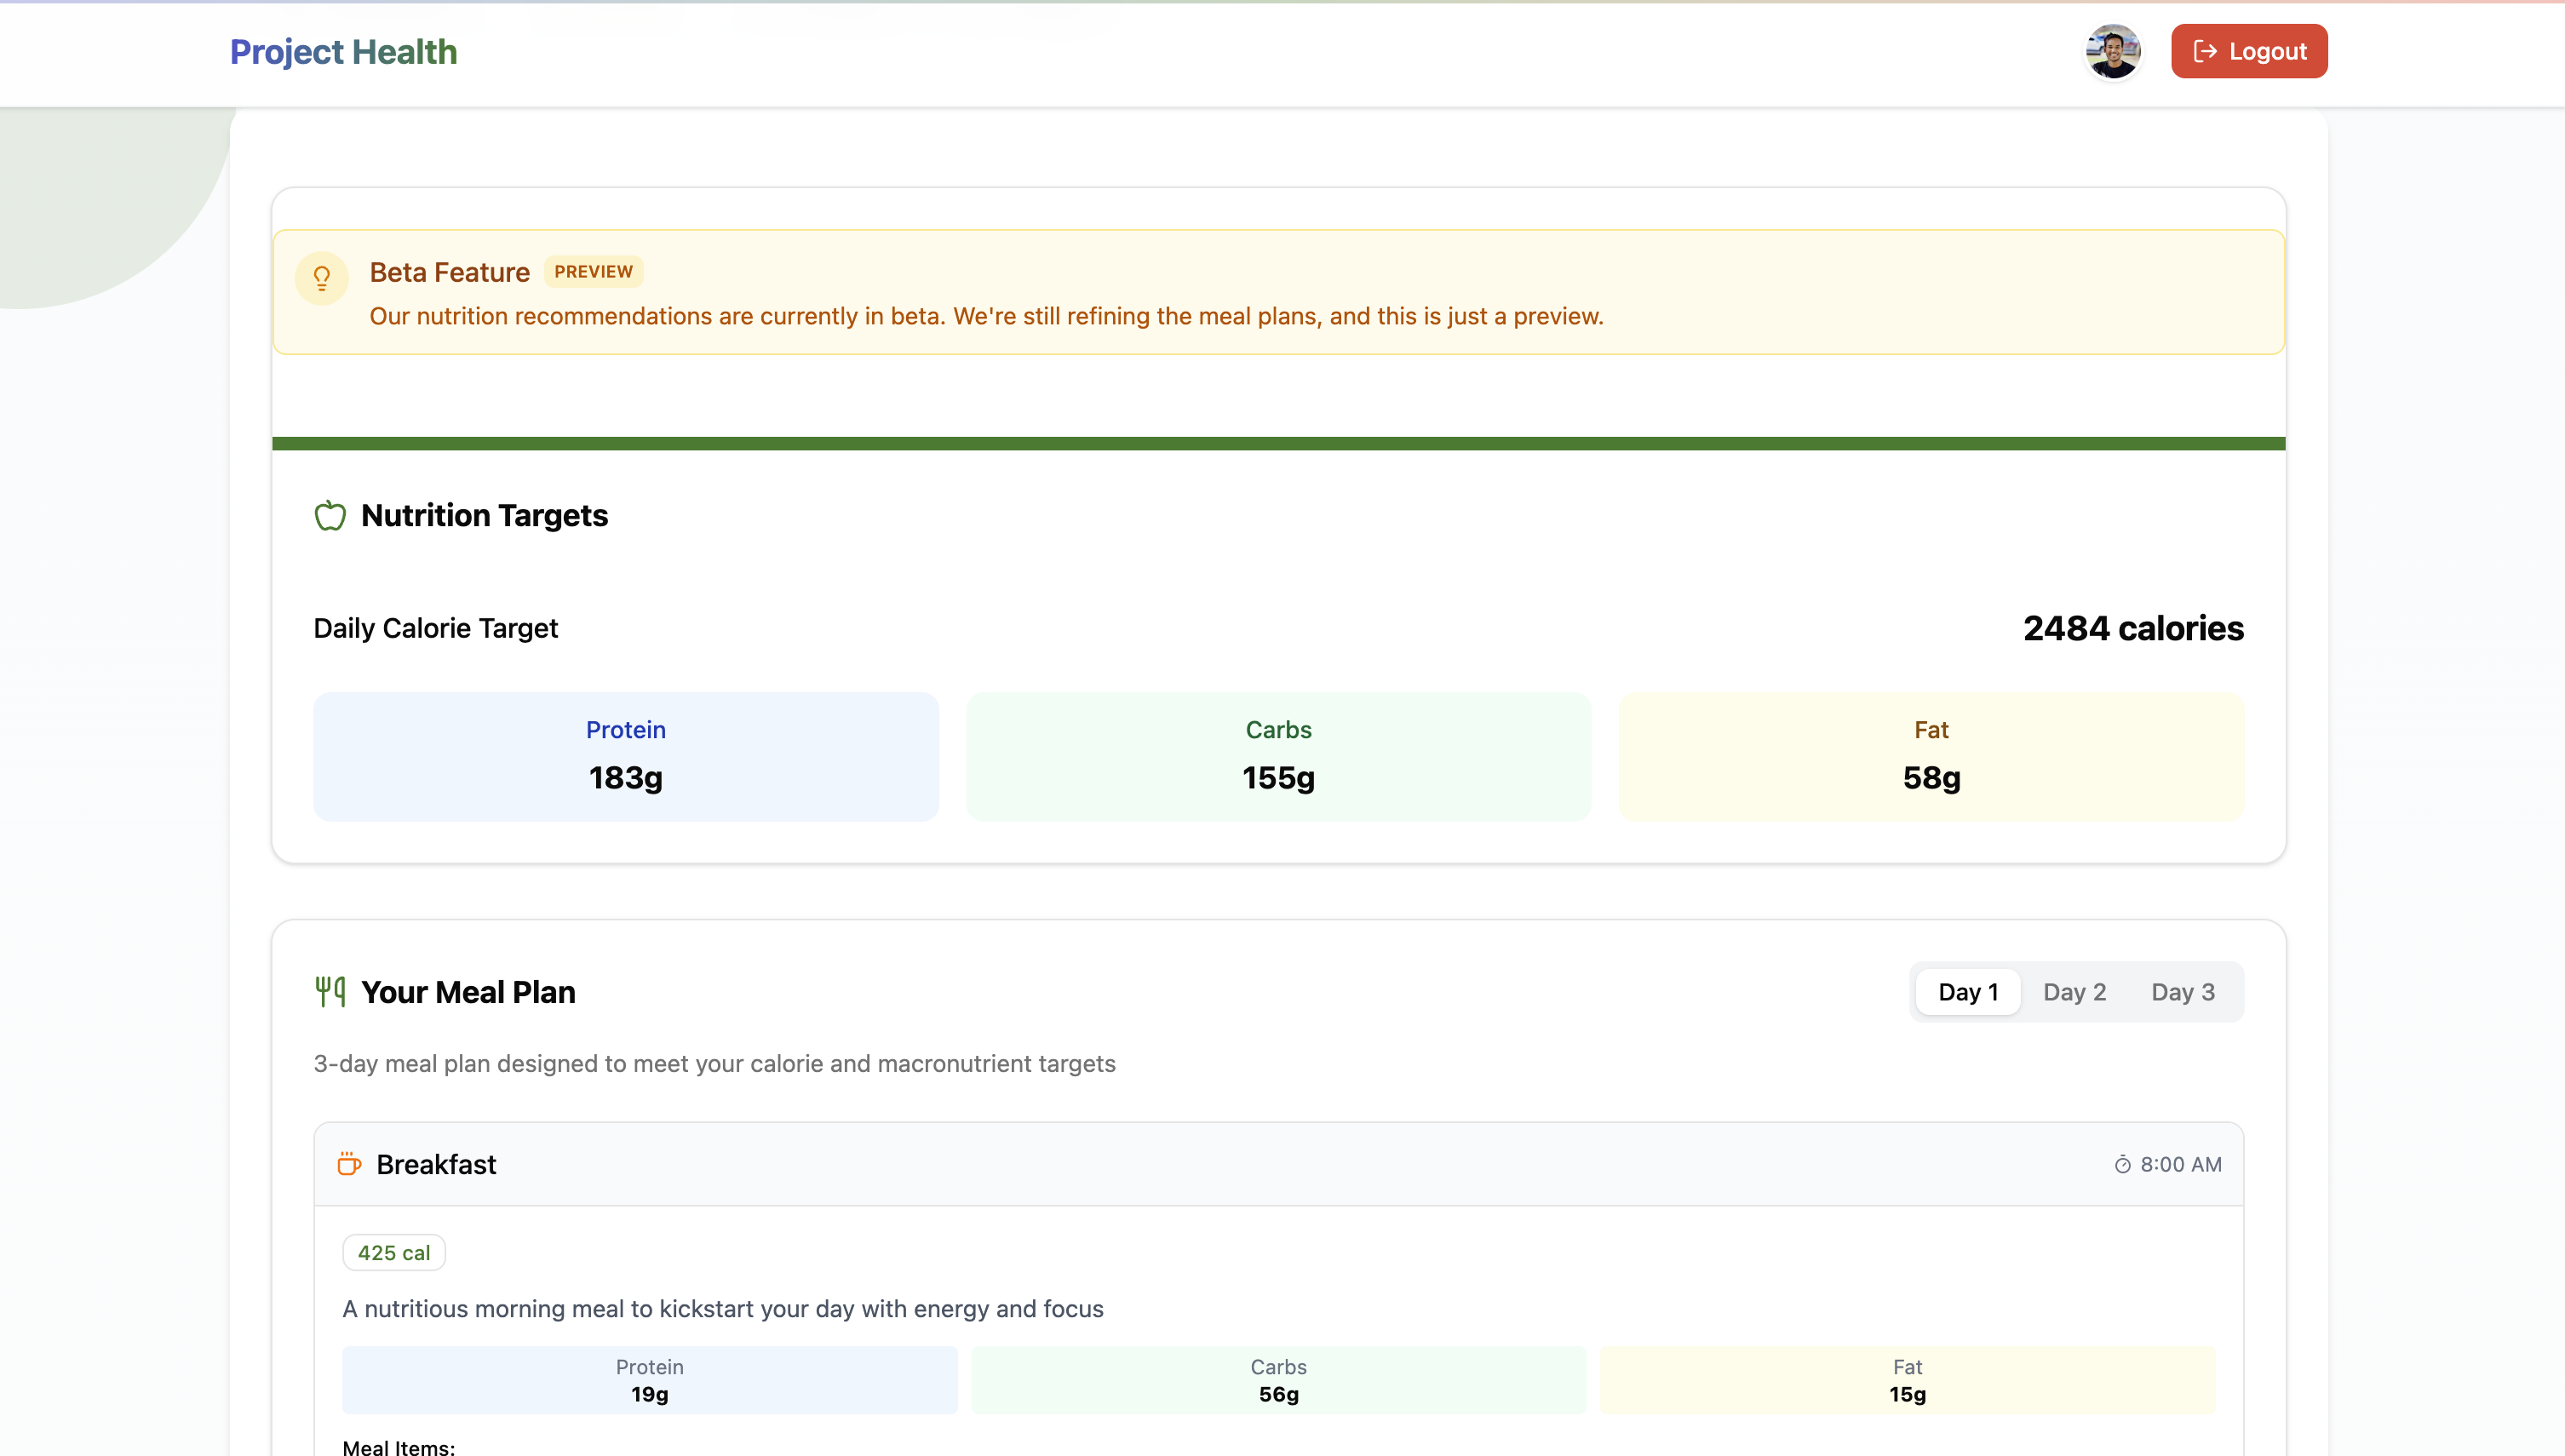 Project Health
Logout
Beta Feature PREVIEW
Our nutrition recommendations are currently in beta. We're still refining the meal plans, and this is just a preview.
Nutrition Targets
Daily Calorie Target
2484 calories
Protein
183g
Carbs
155g
Fat
58g
Your Meal Plan
Day 1 Day 2 Day 3
3-day meal plan designed to meet your calorie and macronutrient targets
Breakfast
8:00 AM
425 cal
A nutritious morning meal to kickstart your day with energy and focus
Protein
19g
Carbs
56g
Fat
15g
Meal Items: